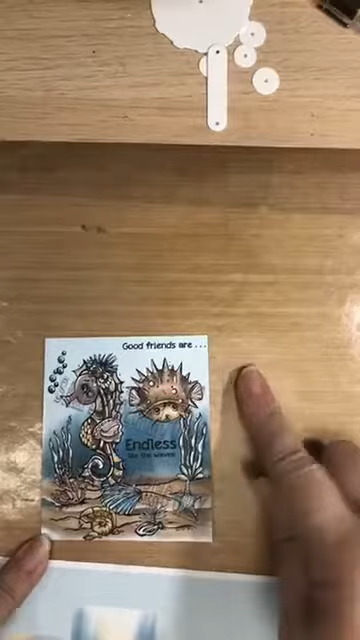 Good friends are . . .
Endless
like the waves!